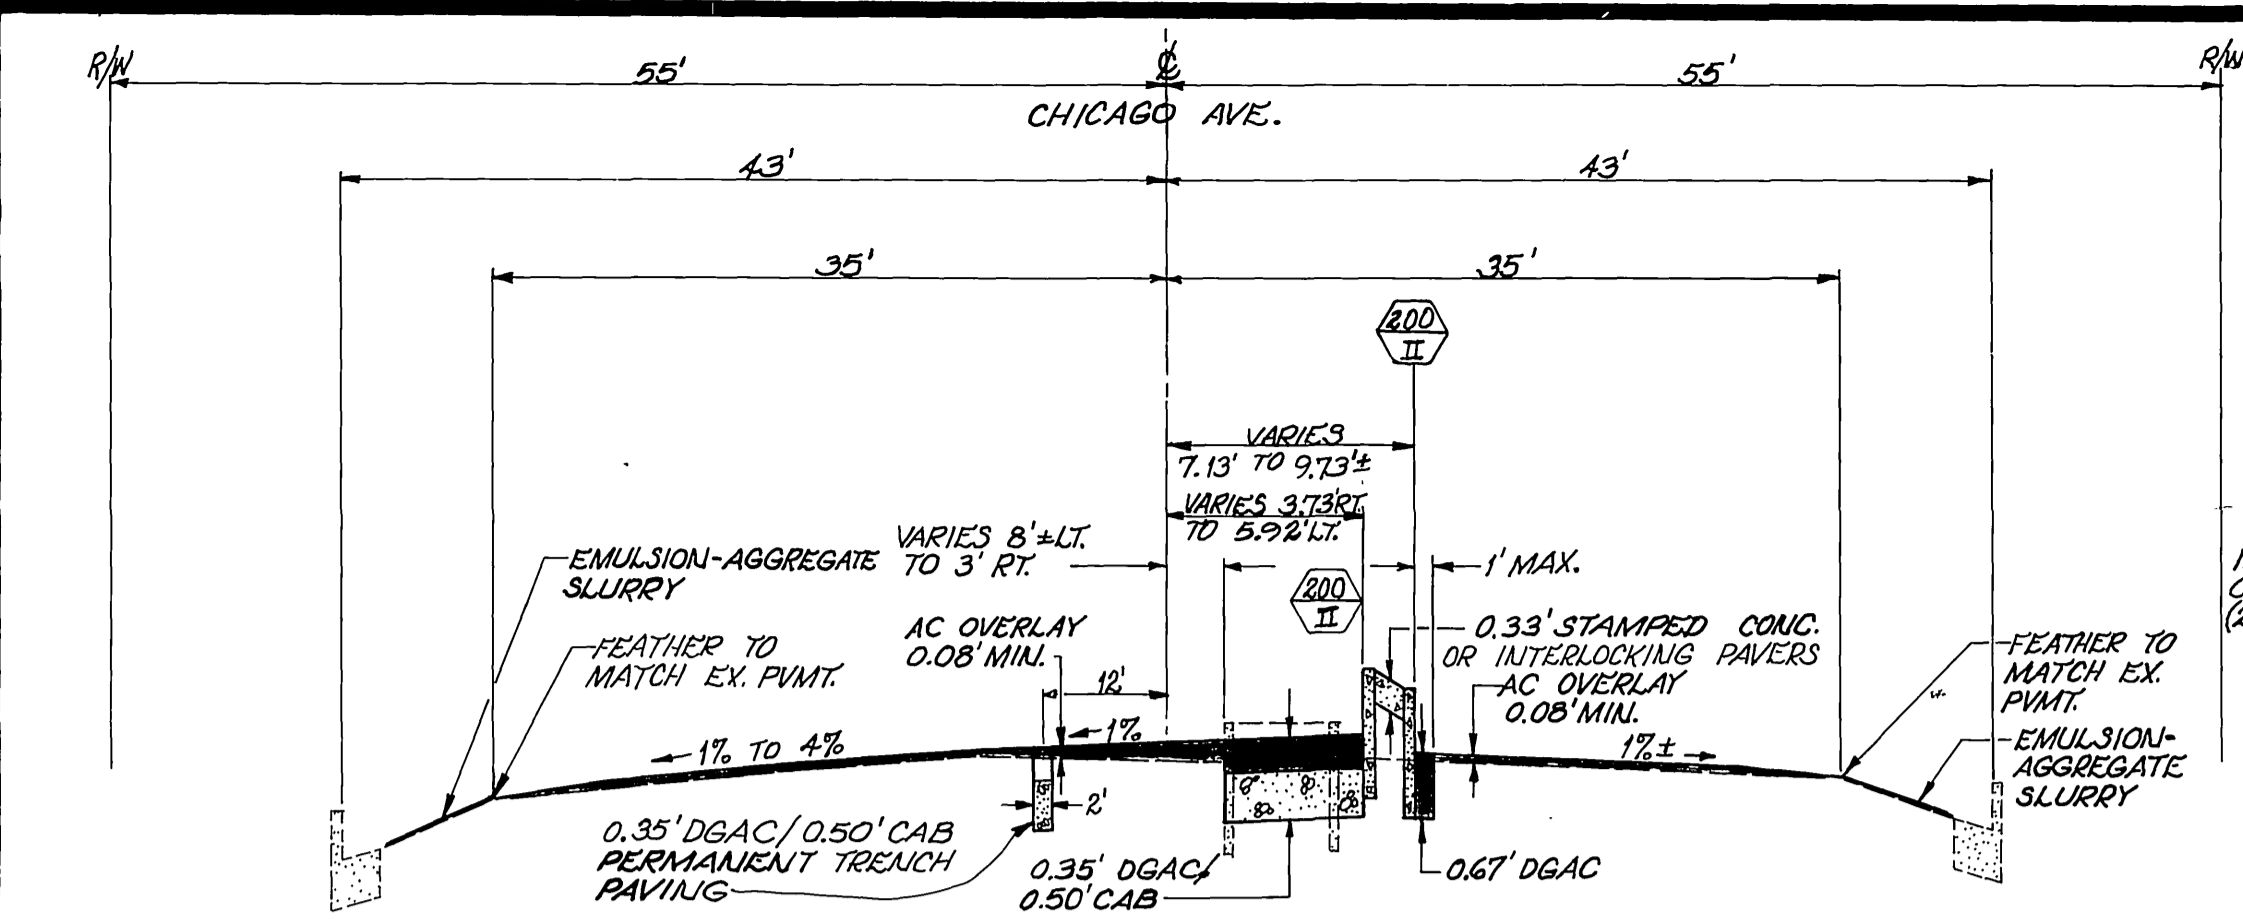 R/W
55'
℄
55'
R/W
CHICAGO AVE.
43'
43'
35'
35'
200
II
VARIES
7.13' TO 9.73'±
VARIES 3.73'RT.
TO 5.92'LT.
VARIES 8'±LT.
TO 3' RT.
EMULSION-AGGREGATE
SLURRY
1' MAX.
200
II
AC OVERLAY
0.08' MIN.
0.33' STAMPED CONC.
OR INTERLOCKING PAVERS
FEATHER TO
MATCH EX. PVMT.
AC OVERLAY
0.08' MIN.
FEATHER TO
MATCH EX.
PVMT.
12'
1%
1% TO 4%
1%±
EMULSION-
AGGREGATE
SLURRY
2'
0.35' DGAC/0.50' CAB
PERMANENT TRENCH
PAVING
0.35' DGAC/
0.50' CAB
0.67' DGAC